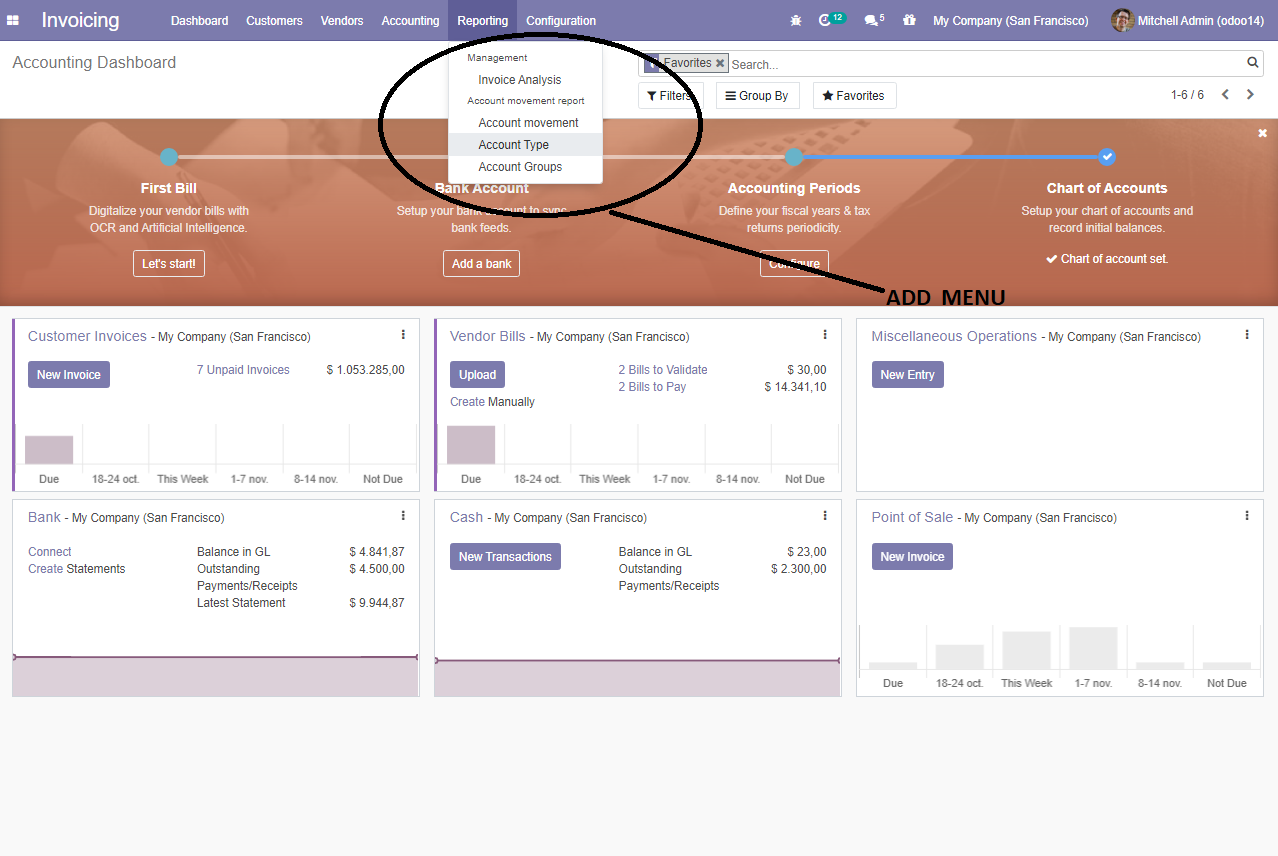 Invoicing Dashboard Customers Vendors Accounting Reporting Configuration 12 5 My Company (San Francisco) Mitchell Admin (odoo14)
Accounting Dashboard
Favorites Search...
Filters Group By Favorites 1-6 / 6
Management
Invoice Analysis
Account movement report
Account movement
Account Type
Account Groups
First Bill
Digitalize your vendor bills with
OCR and Artificial Intelligence.
Let's start!
Bank Account
Setup your bank account to sync
bank feeds.
Add a bank
Accounting Periods
Define your fiscal years & tax
returns periodicity.
Configure
Chart of Accounts
Setup your chart of accounts and
record initial balances.
Chart of account set.
ADD MENU
Customer Invoices - My Company (San Francisco)
New Invoice 7 Unpaid Invoices $ 1.053.285,00
Due 18-24 oct. This Week 1-7 nov. 8-14 nov. Not Due
Vendor Bills - My Company (San Francisco)
Upload 2 Bills to Validate $ 30,00
2 Bills to Pay $ 14.341,10
Create Manually
Due 18-24 oct. This Week 1-7 nov. 8-14 nov. Not Due
Miscellaneous Operations - My Company (San Francisco)
New Entry
Bank - My Company (San Francisco)
Connect Balance in GL $ 4.841,87
Create Statements Outstanding $ 4.500,00
Payments/Receipts
Latest Statement $ 9.944,87
Cash - My Company (San Francisco)
New Transactions Balance in GL $ 23,00
Outstanding $ 2.300,00
Payments/Receipts
Point of Sale - My Company (San Francisco)
New Invoice
Due 18-24 oct. This Week 1-7 nov. 8-14 nov. Not Due